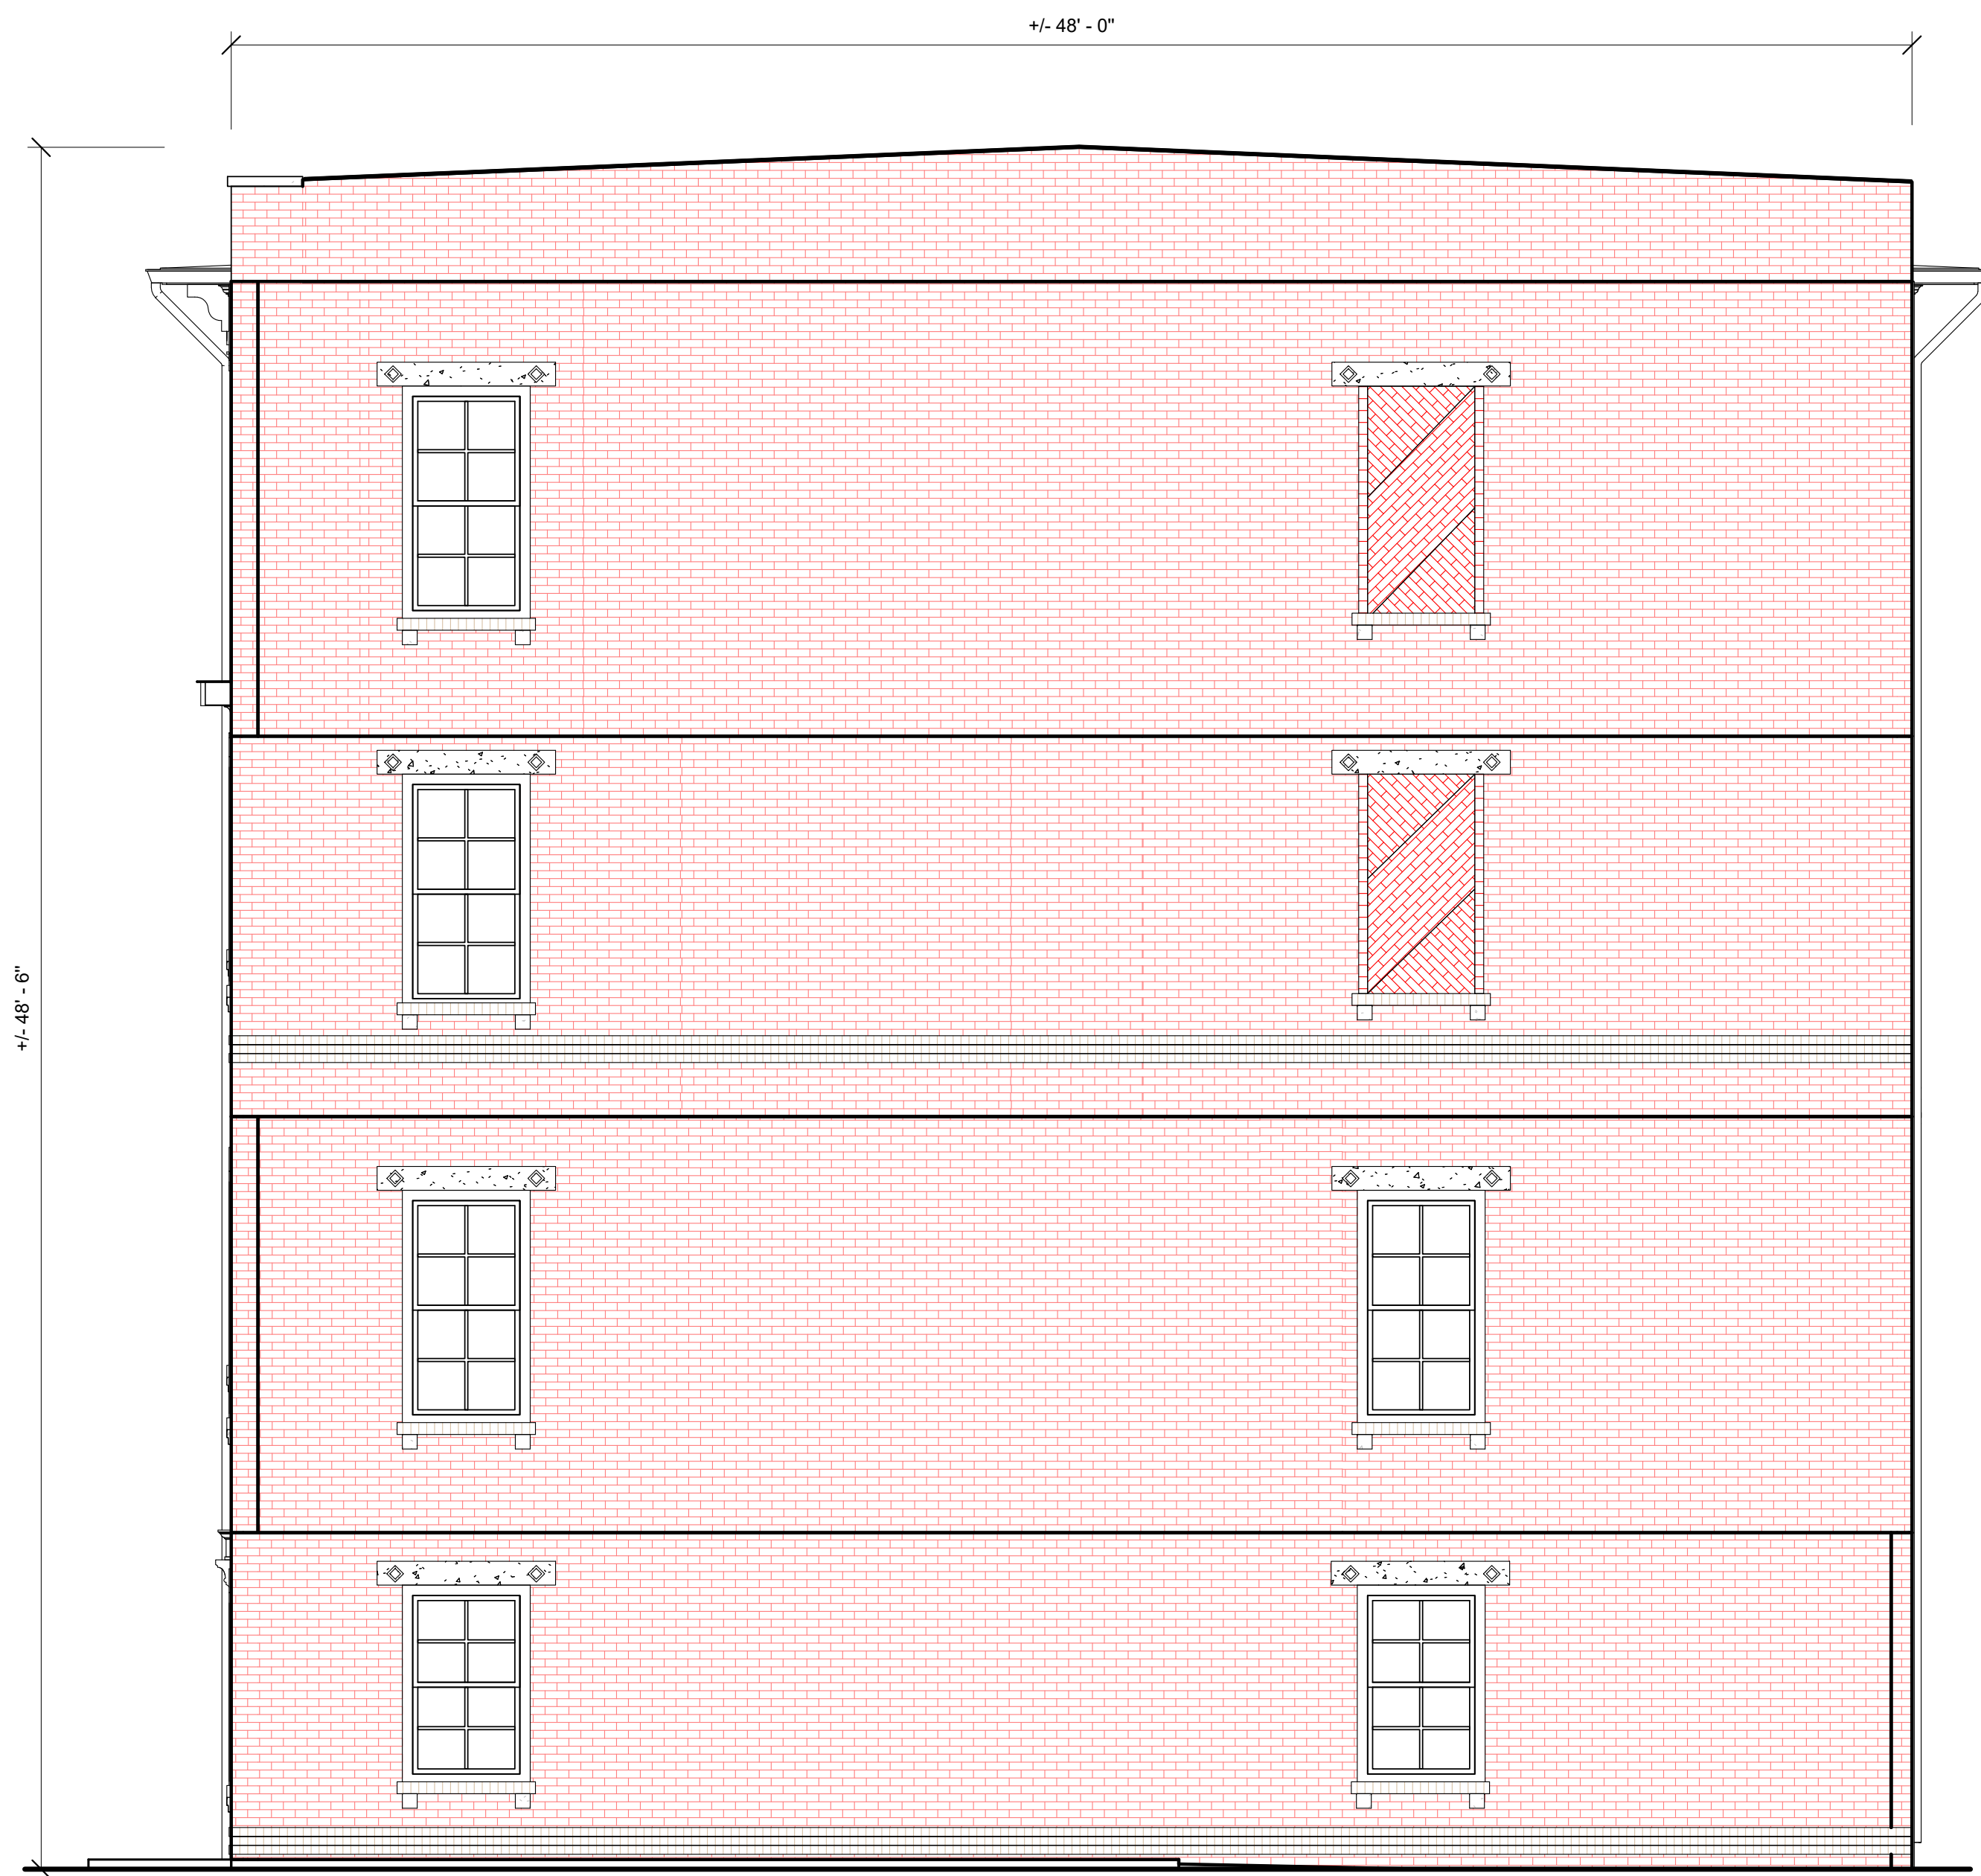 +/- 48' - 0"
+/- 48' - 6"